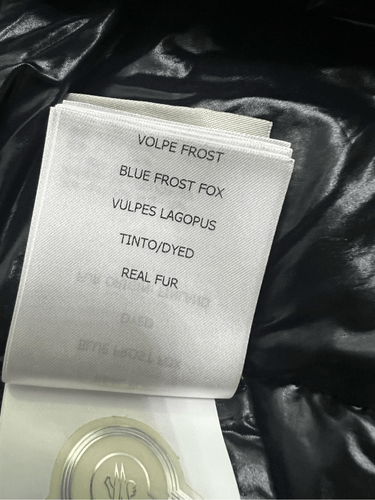 VOLPE FROST
BLUE FROST FOX
VULPES LAGOPUS
TINTO/DYED
REAL FUR